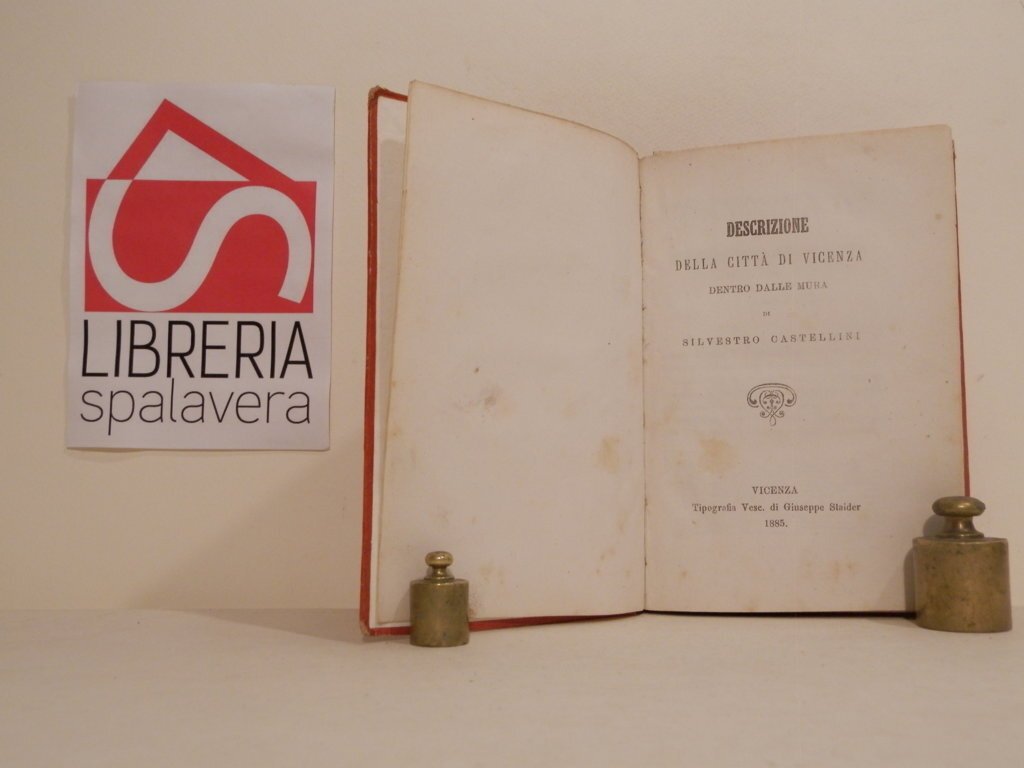 LIBRERIA
spalavera
DESCRIZIONE
DELLA CITTÀ DI VICENZA
DENTRO DALLE MURA
DI
SILVESTRO CASTELLINI
VICENZA
Tipografia Vesc. di Giuseppe Staider
1885.